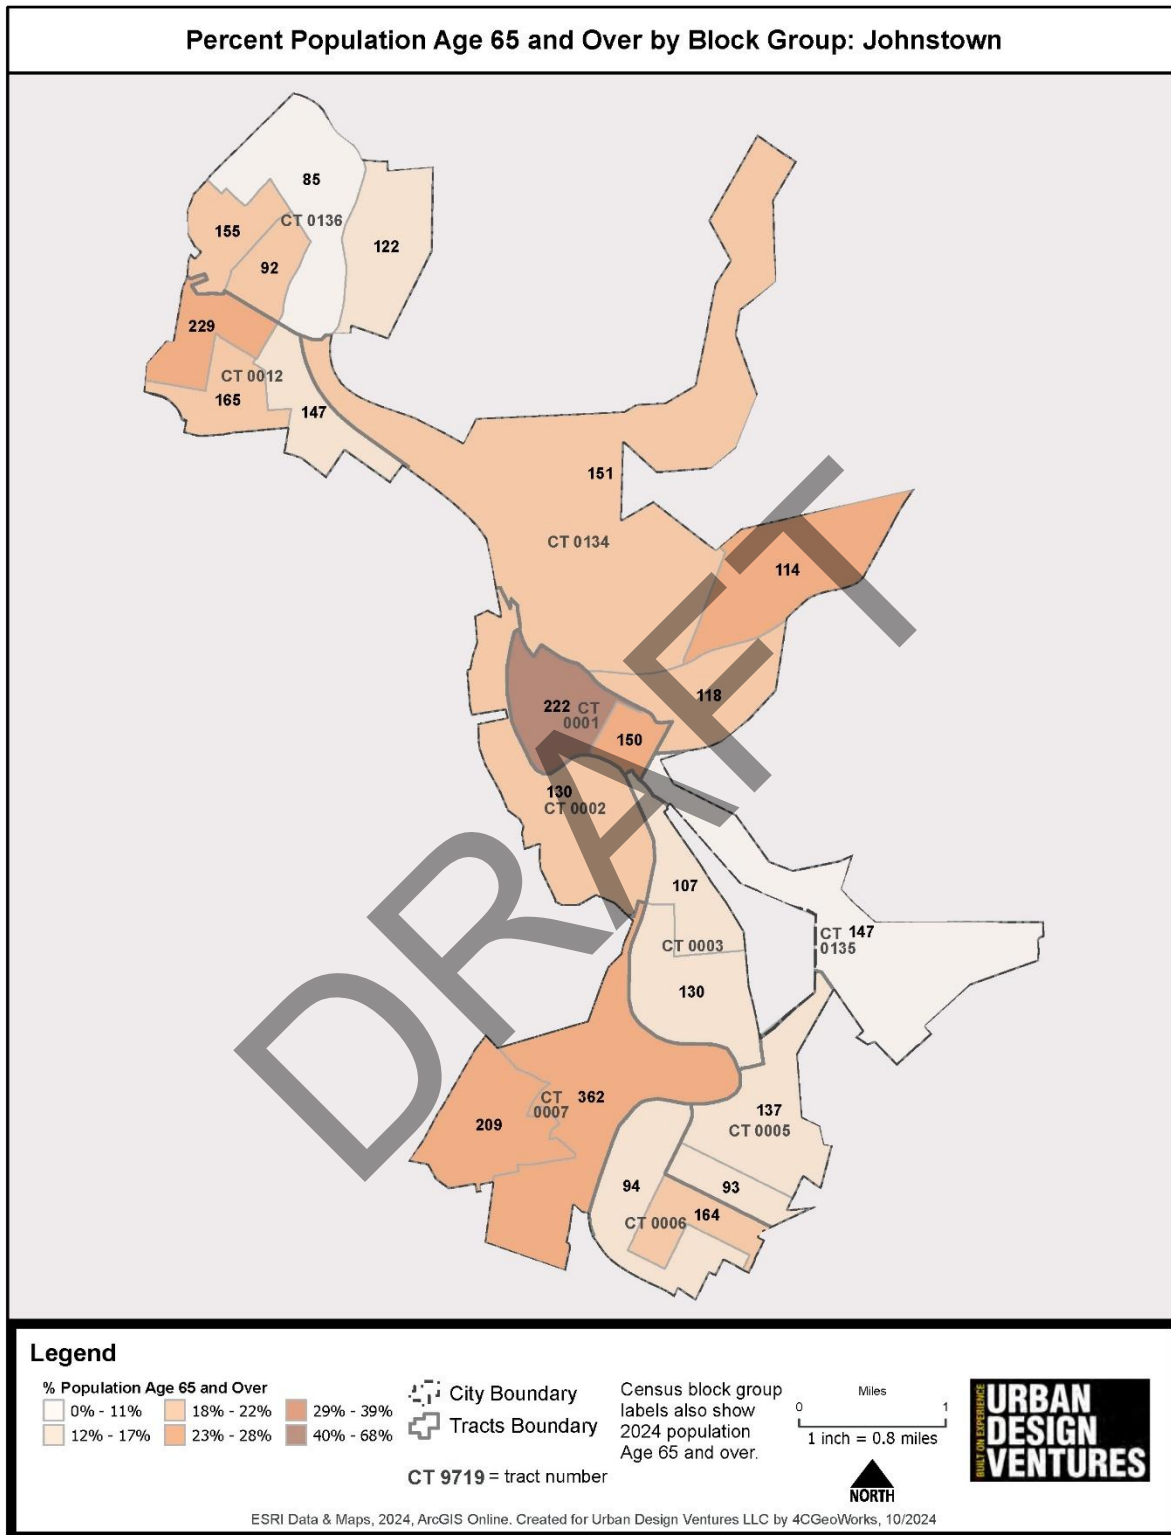 Percent Population Age 65 and Over by Block Group: Johnstown
85
CT 0136
155
122
92
229
CT 0012
165
147
151
CT 0134
114
118
222 CT
0001
150
130
CT 0002
107
CT 147
0135
CT 0003
130
CT 362
0007
137
209
CT 0005
94
93
164
CT 0006
DRAFT
Legend
% Population Age 65 and Over
0% - 11%
18% - 22%
29% - 39%
12% - 17%
23% - 28%
40% - 68%
City Boundary
Tracts Boundary
CT 9719 = tract number
Census block group
labels also show
2024 population
Age 65 and over.
Miles
0 1
1 inch = 0.8 miles
NORTH
BUILT ON EXPERIENCE
URBAN
DESIGN
VENTURES
ESRI Data & Maps, 2024, ArcGIS Online. Created for Urban Design Ventures LLC by 4CGeoWorks, 10/2024